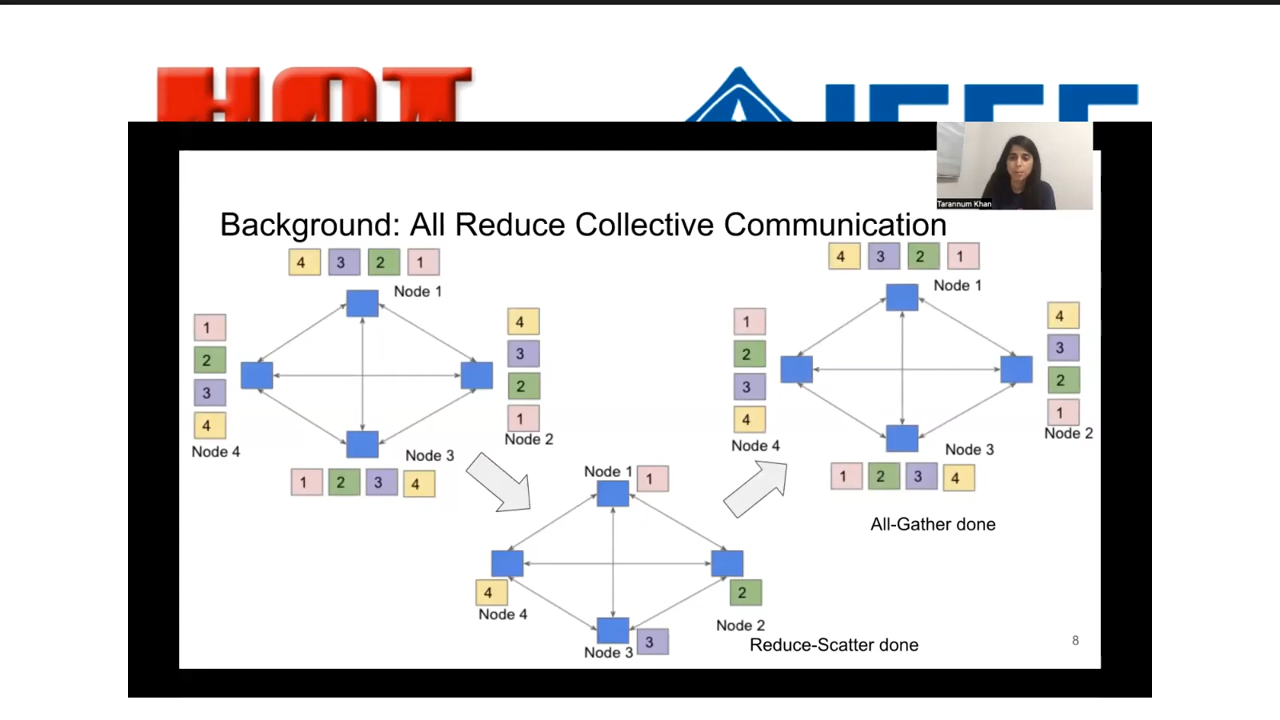 HOT
IEEE
Tarannum Khan
Background: All Reduce Collective Communication
4 3 2 1
Node 1
1
2
3
4
Node 4
4
3
2
1
Node 2
Node 3
1 2 3 4
4 3 2 1
Node 1
1
2
3
4
Node 4
4
3
2
1
Node 2
Node 3
1 2 3 4
All-Gather done
Node 1 1
4
Node 4
2
Node 2
Node 3 3
Reduce-Scatter done
8